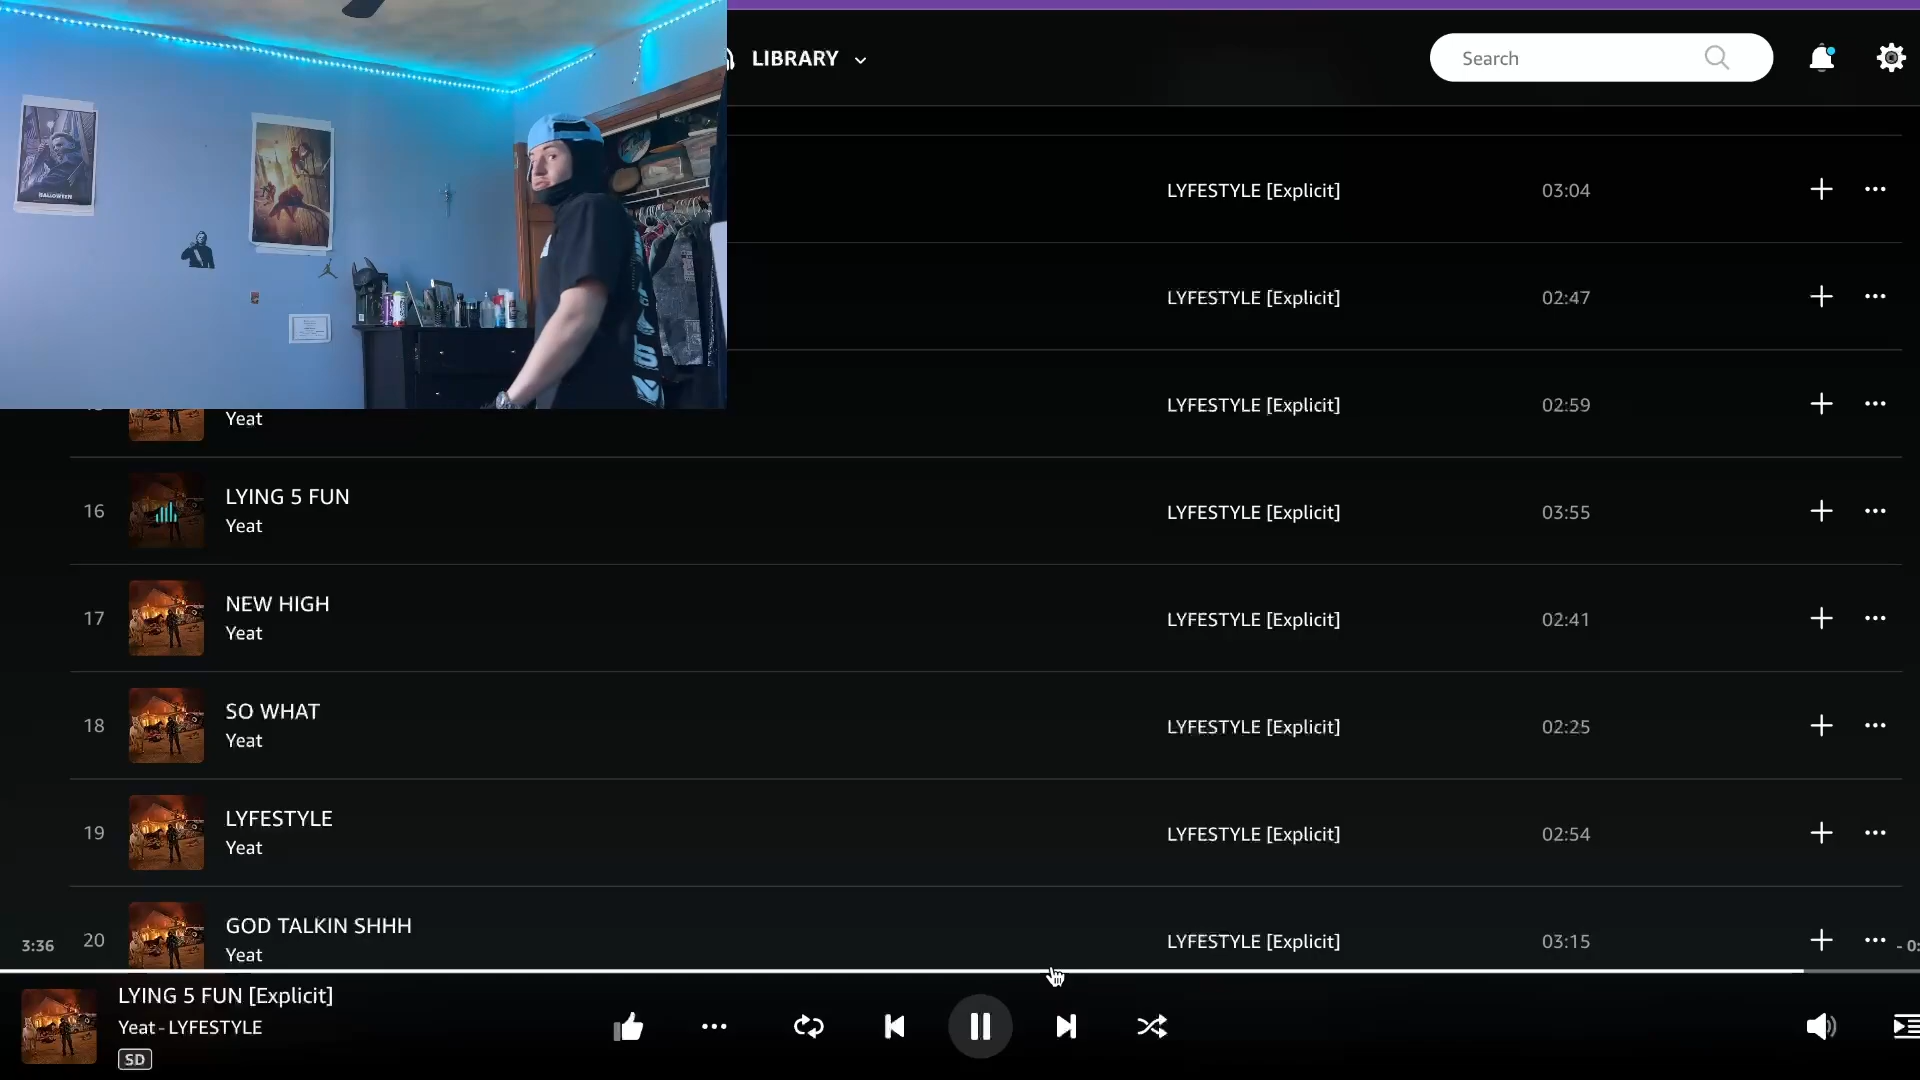 LIBRARY
Search
HALLOWEEN
LYFESTYLE [Explicit]
03:04
LYFESTYLE [Explicit]
02:47
Yeat
LYFESTYLE [Explicit]
02:59
16
LYING 5 FUN
Yeat
LYFESTYLE [Explicit]
03:55
17
NEW HIGH
Yeat
LYFESTYLE [Explicit]
02:41
18
SO WHAT
Yeat
LYFESTYLE [Explicit]
02:25
19
LYFESTYLE
Yeat
LYFESTYLE [Explicit]
02:54
3:36
20
GOD TALKIN SHHH
Yeat
LYFESTYLE [Explicit]
03:15
- 0:
LYING 5 FUN [Explicit]
Yeat - LYFESTYLE
SD